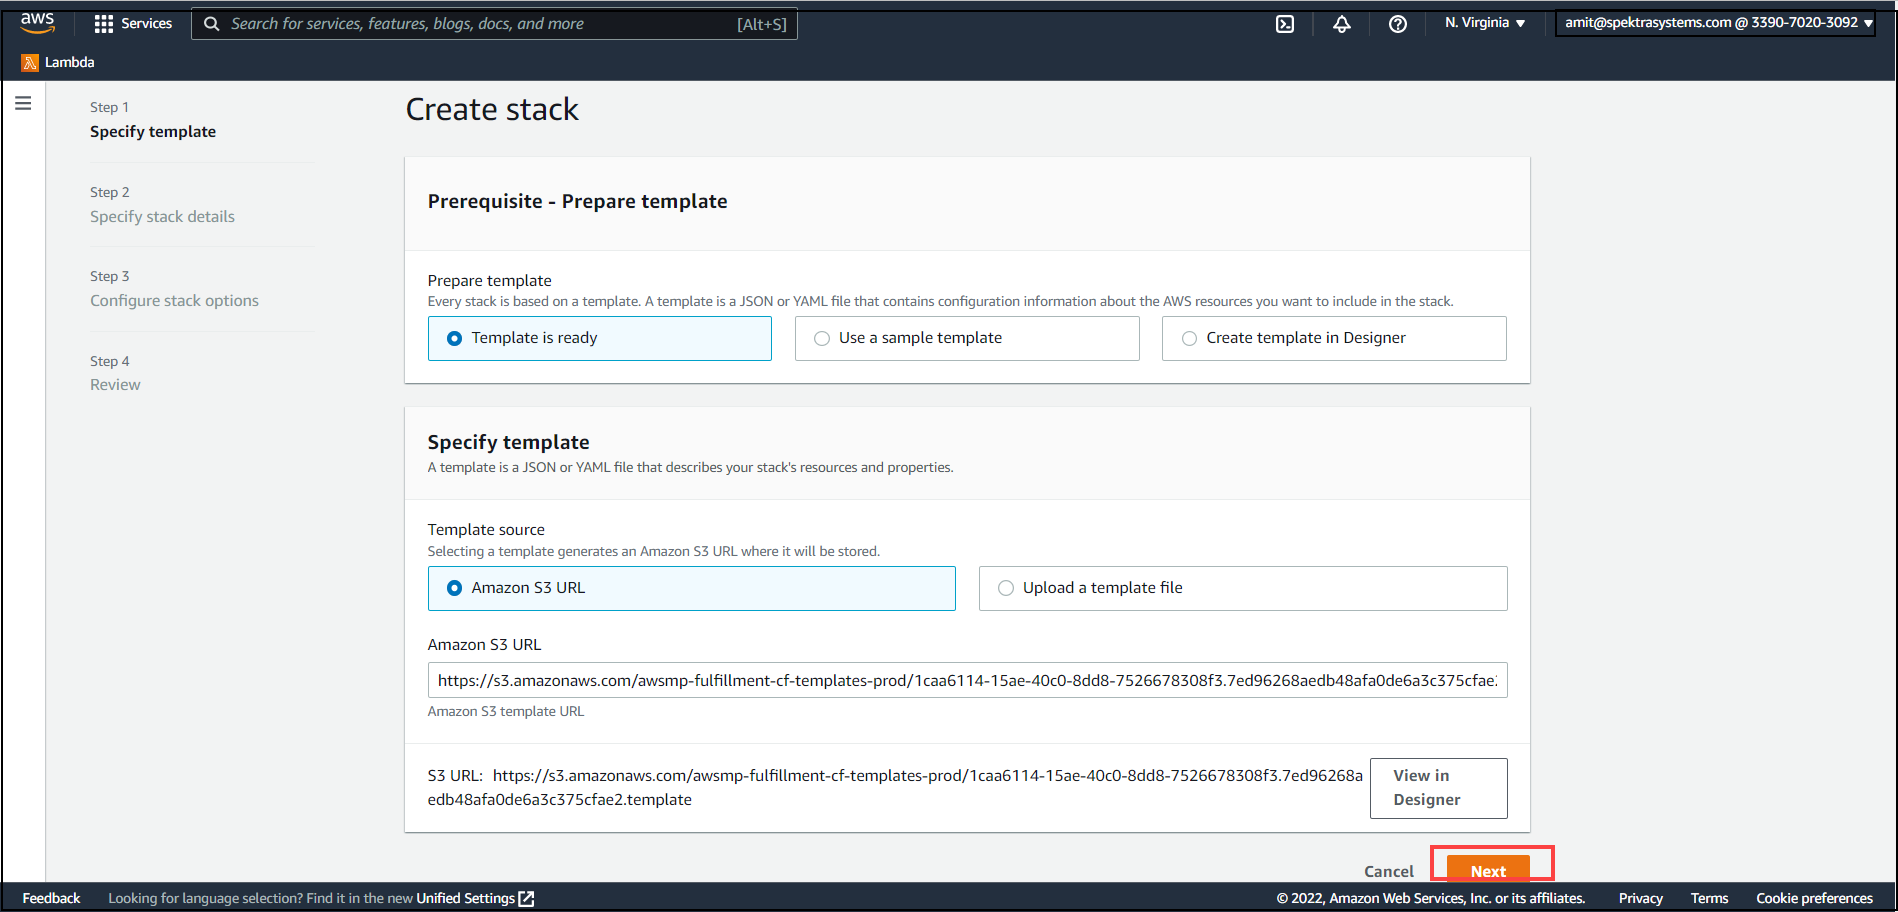 aws
Services
Search for services, features, blogs, docs, and more
[Alt+S]
N. Virginia
amit@spektrasystems.com @ 3390-7020-3092
Lambda
Step 1
Specify template
Step 2
Specify stack details
Step 3
Configure stack options
Step 4
Review
Create stack
Prerequisite - Prepare template
Prepare template
Every stack is based on a template. A template is a JSON or YAML file that contains configuration information about the AWS resources you want to include in the stack.
Template is ready
Use a sample template
Create template in Designer
Specify template
A template is a JSON or YAML file that describes your stack's resources and properties.
Template source
Selecting a template generates an Amazon S3 URL where it will be stored.
Amazon S3 URL
Upload a template file
Amazon S3 URL
https://s3.amazonaws.com/awsmp-fulfillment-cf-templates-prod/1caa6114-15ae-40c0-8dd8-7526678308f3.7ed96268aedb48afa0de6a3c375cfae2
Amazon S3 template URL
S3 URL: https://s3.amazonaws.com/awsmp-fulfillment-cf-templates-prod/1caa6114-15ae-40c0-8dd8-7526678308f3.7ed96268a
edb48afa0de6a3c375cfae2.template
View in
Designer
Cancel
Next
Feedback
Looking for language selection? Find it in the new Unified Settings
© 2022, Amazon Web Services, Inc. or its affiliates.
Privacy
Terms
Cookie preferences